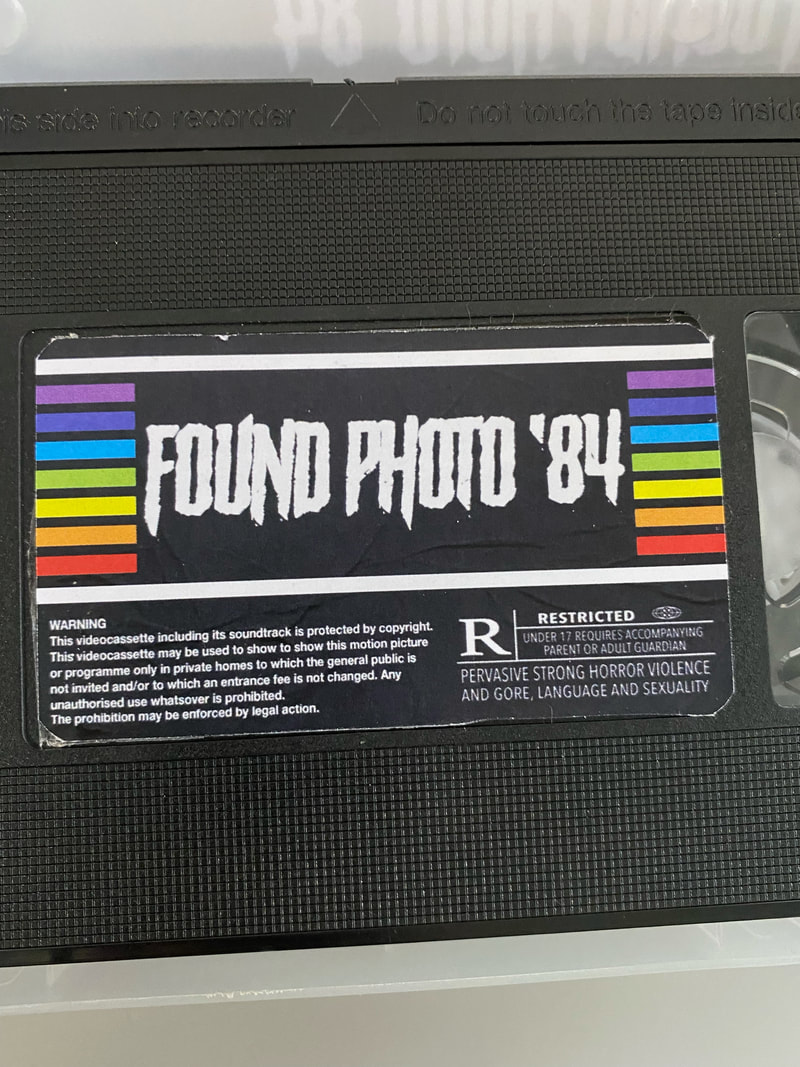 is side into recorder Do not touch the tape inside
FOUND PHOTO '84
WARNING
This videocassette including its soundtrack is protected by copyright.
This videocassette may be used to show to show this motion picture
or programme only in private homes to which the general public is
not invited and/or to which an entrance fee is not changed. Any
unauthorised use whatsover is prohibited.
The prohibition may be enforced by legal action.
R
RESTRICTED
UNDER 17 REQUIRES ACCOMPANYING
PARENT OR ADULT GUARDIAN
PERVASIVE STRONG HORROR VIOLENCE
AND GORE, LANGUAGE AND SEXUALITY